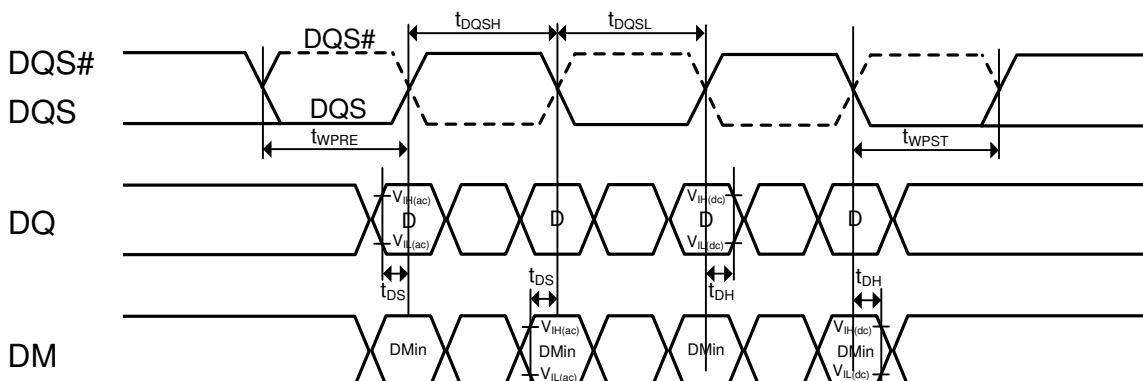 tDQSH tDQSL
DQS# DQS#
DQS DQS
tWPRE tWPST
VIH(ac) VIH(dc)
DQ D D D D
VIL(ac) VIL(dc)
tDS tDS tDH tDH
VIH(ac) VIH(dc)
DM DMin DMin DMin DMin
VIL(ac) VIL(dc)